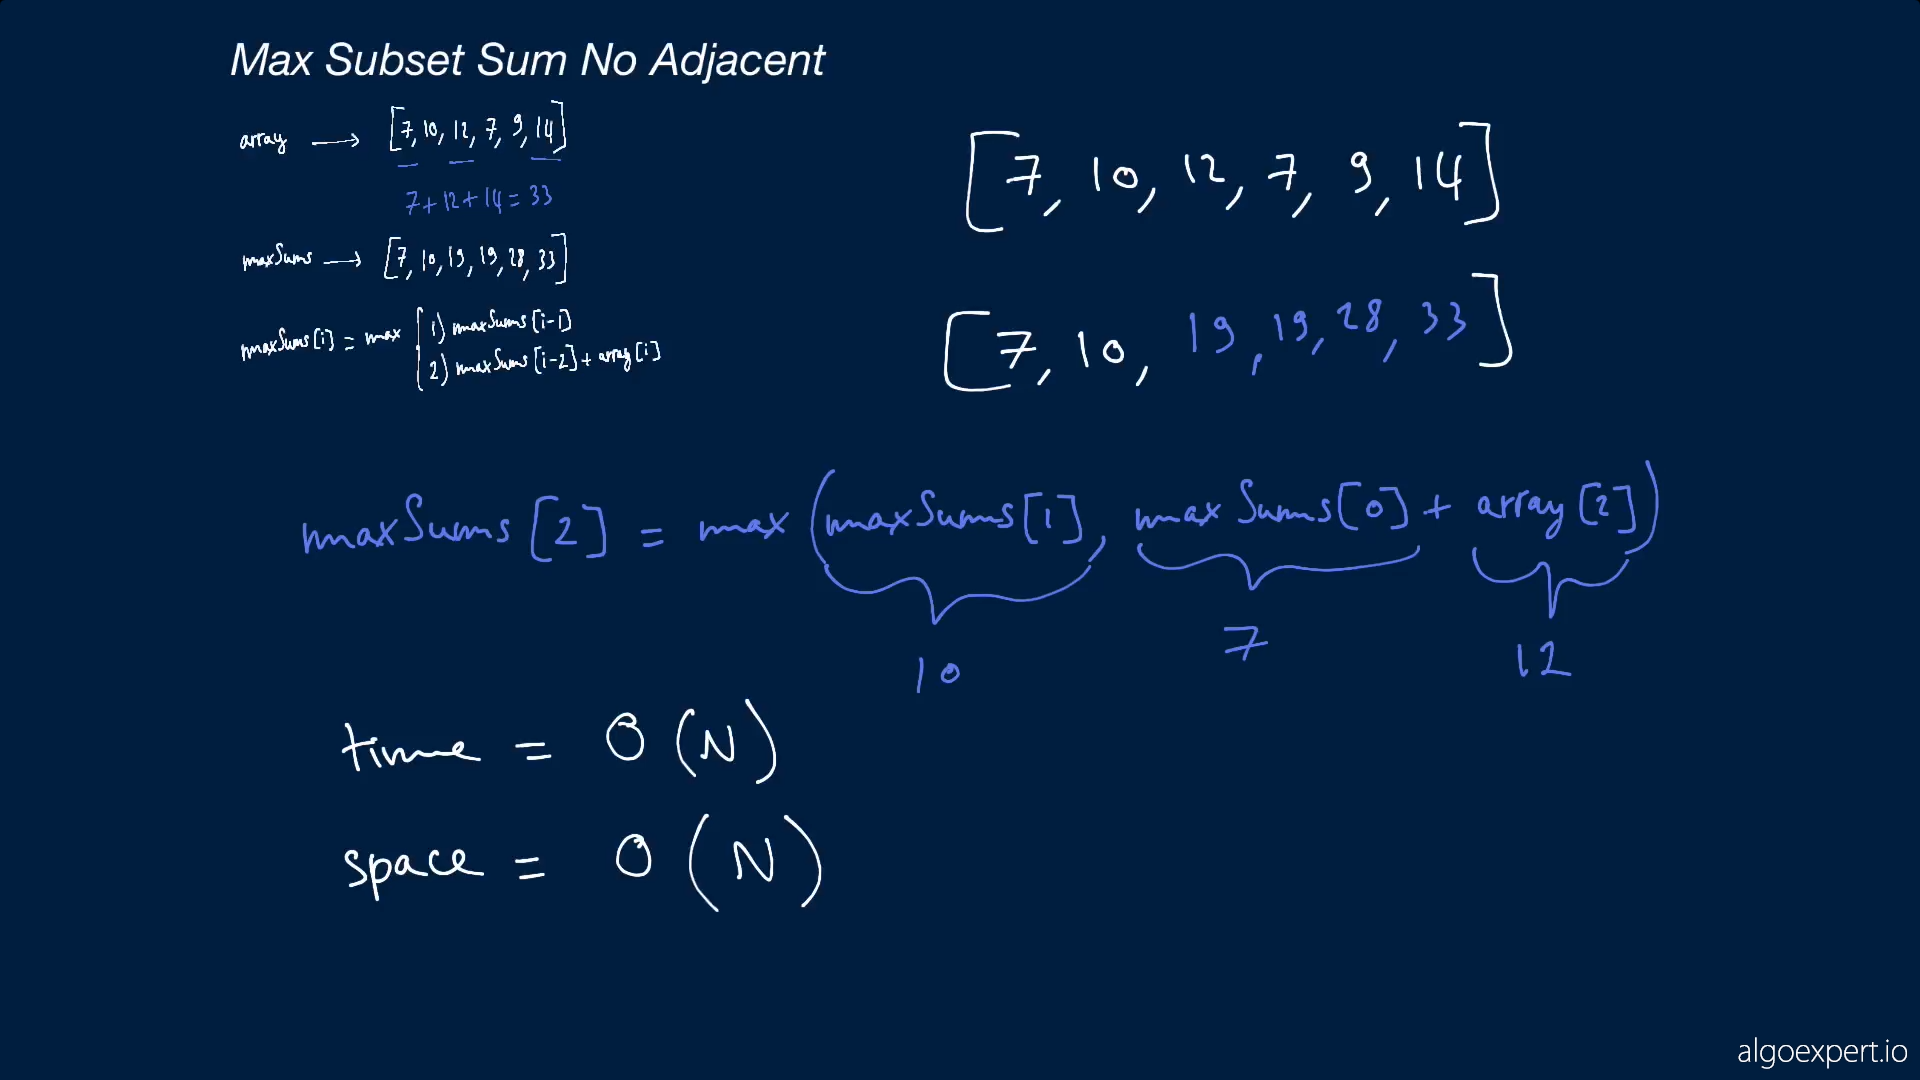 Max Subset Sum No Adjacent
array → [7, 10, 12, 7, 9, 14]
7+12+14=33
maxSums → [7, 10, 19, 19, 28, 33]
maxSums[i] = max { 1) maxSums[i-1]
2) maxSums[i-2] + array[i]
[7, 10, 12, 7, 9, 14]
[7, 10, 19, 19, 28, 33]
maxSums[2] = max(maxSums[1], maxSums[0] + array[2])
10 7 12
time = O(N)
space = O(N)
algoexpert.io